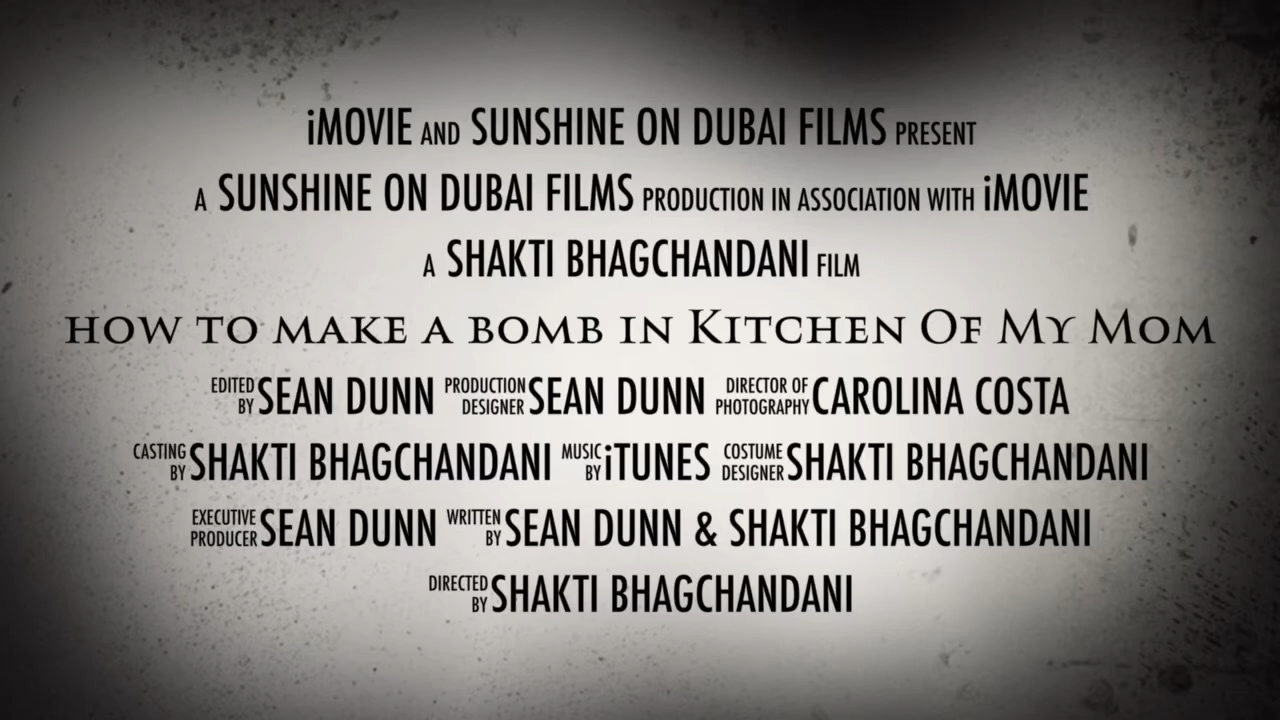 iMOVIE AND SUNSHINE ON DUBAI FILMS PRESENT
A SUNSHINE ON DUBAI FILMS PRODUCTION IN ASSOCIATION WITH iMOVIE
A SHAKTI BHAGCHANDANI FILM
HOW TO MAKE A BOMB IN KITCHEN OF MY MOM
EDITED BY SEAN DUNN PRODUCTION DESIGNER SEAN DUNN DIRECTOR OF PHOTOGRAPHY CAROLINA COSTA
CASTING BY SHAKTI BHAGCHANDANI MUSIC BY iTUNES COSTUME DESIGNER SHAKTI BHAGCHANDANI
EXECUTIVE PRODUCER SEAN DUNN WRITTEN BY SEAN DUNN & SHAKTI BHAGCHANDANI
DIRECTED BY SHAKTI BHAGCHANDANI